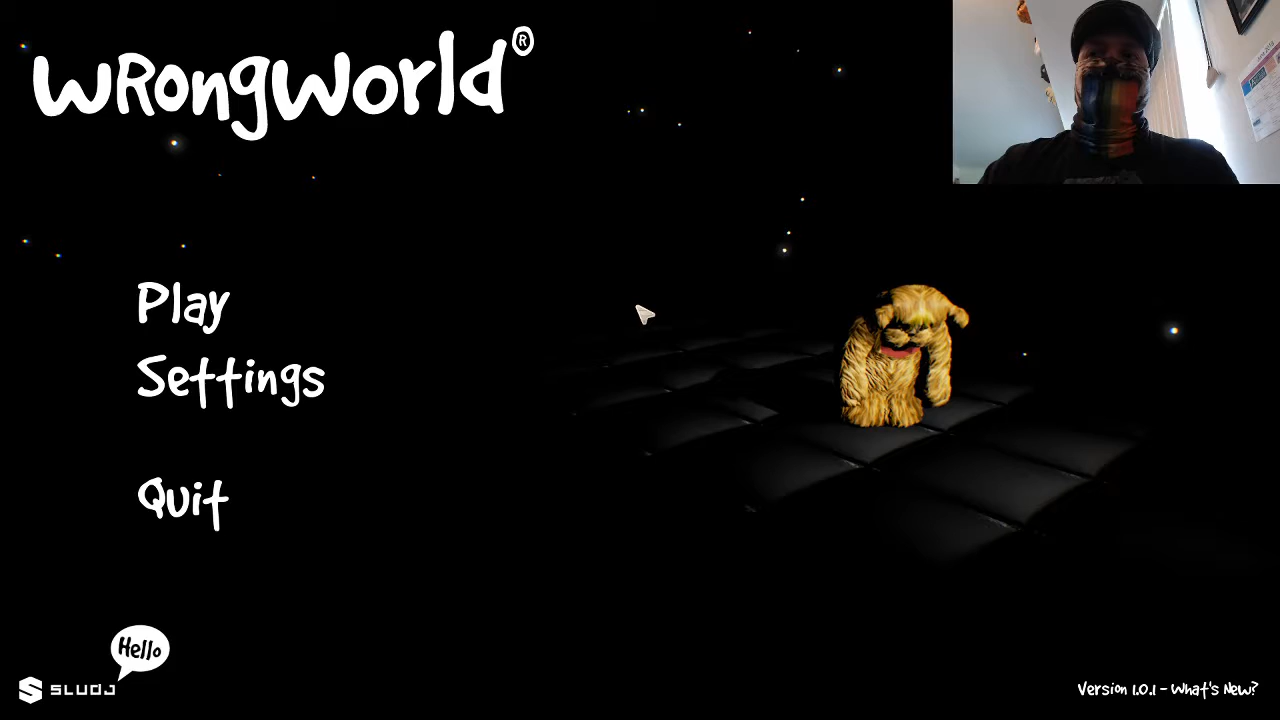 wRongworld®
Play
Settings
Quit
Hello
SLUDJ
Version 1.0.1 - What's New?